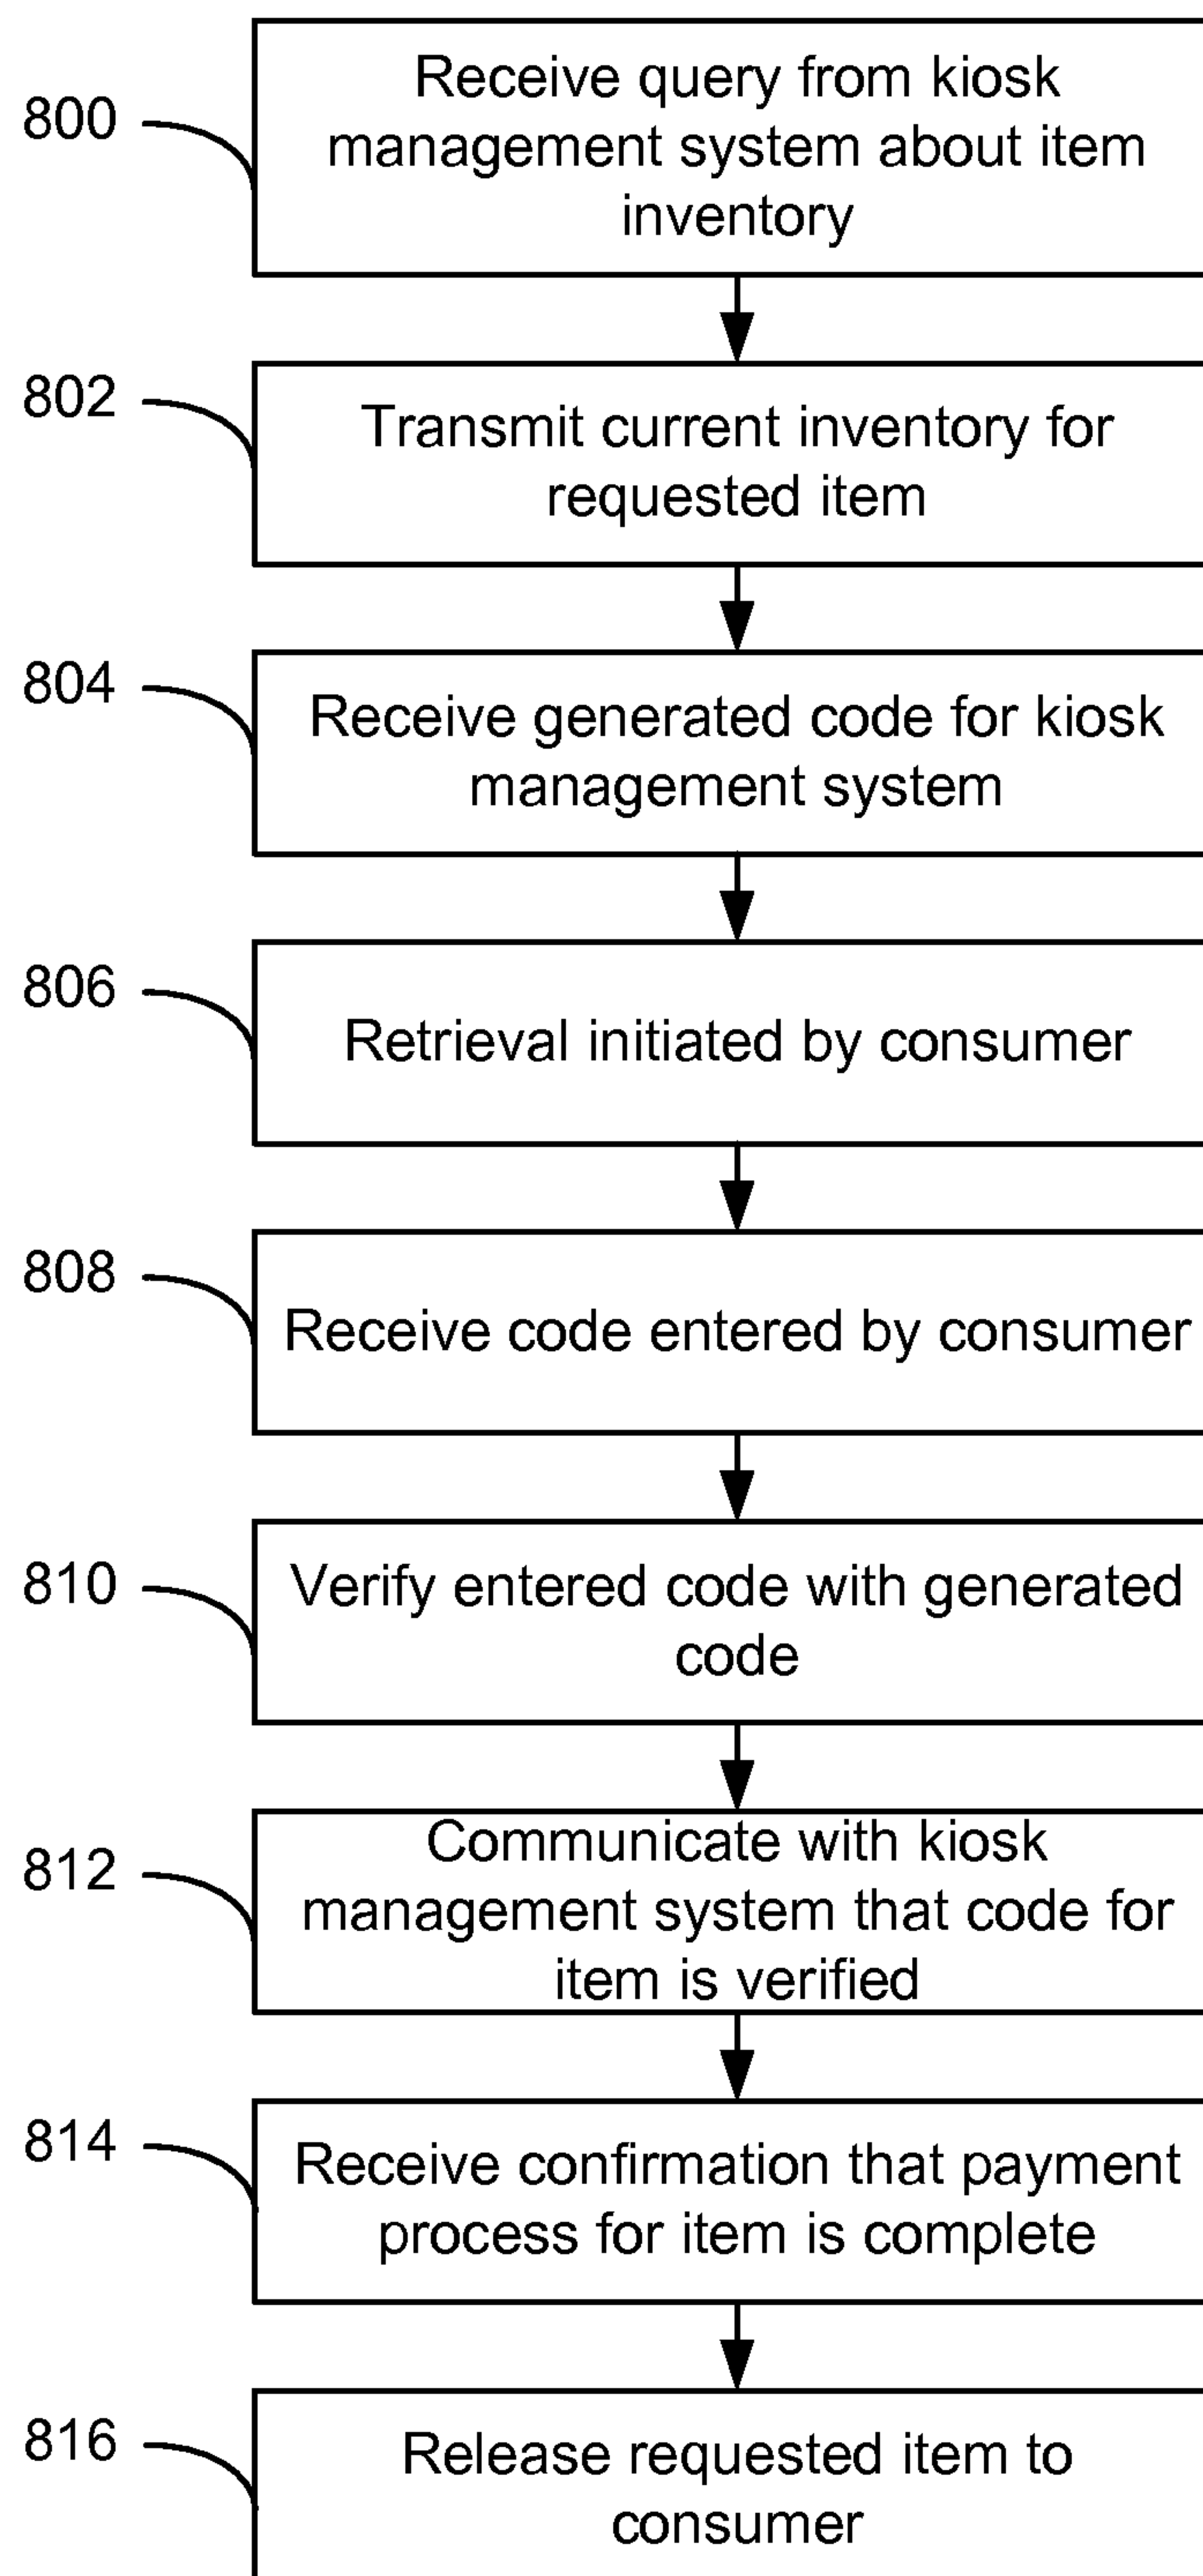 800
Receive query from kiosk
management system about item
inventory
802
Transmit current inventory for
requested item
804
Receive generated code for kiosk
management system
806
Retrieval initiated by consumer
808
Receive code entered by consumer
810
Verify entered code with generated
code
812
Communicate with kiosk
management system that code for
item is verified
814
Receive confirmation that payment
process for item is complete
816
Release requested item to
consumer